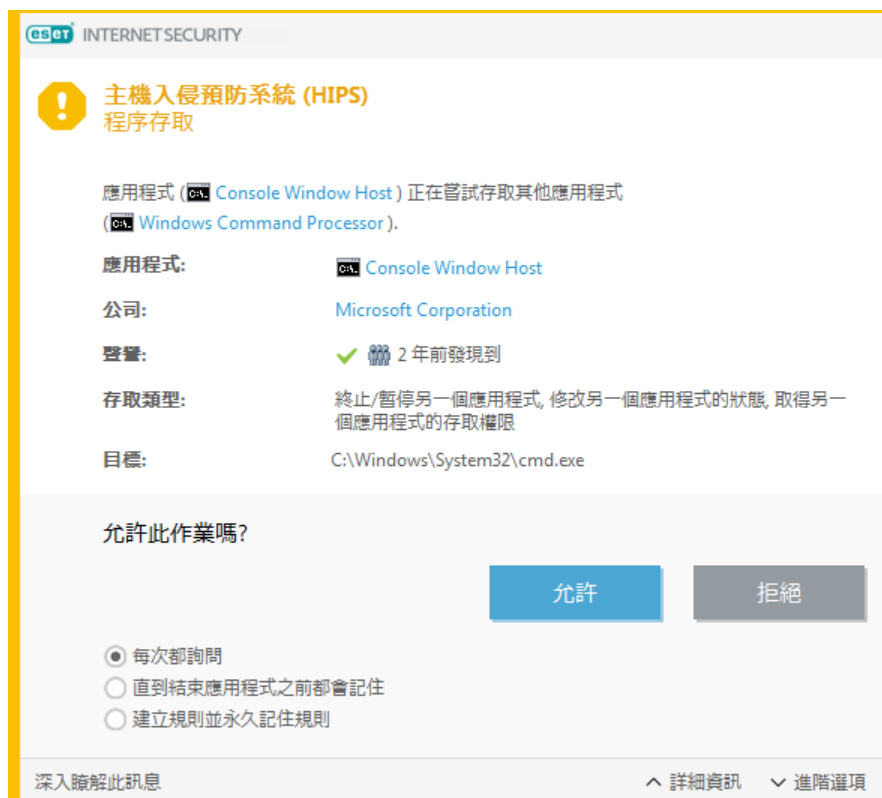 eset INTERNET SECURITY
主機入侵預防系統 (HIPS)
程序存取
應用程式 ( Console Window Host ) 正在嘗試存取其他應用程式
( Windows Command Processor ).
應用程式: Console Window Host
公司: Microsoft Corporation
聲譽: 2 年前發現到
存取類型: 終止/暫停另一個應用程式, 修改另一個應用程式的狀態, 取得另一
個應用程式的存取權限
目標: C:\Windows\System32\cmd.exe
允許此作業嗎?
允許 拒絕
每次都詢問
直到結束應用程式之前都會記住
建立規則並永久記住規則
深入瞭解此訊息 詳細資訊 進階選項